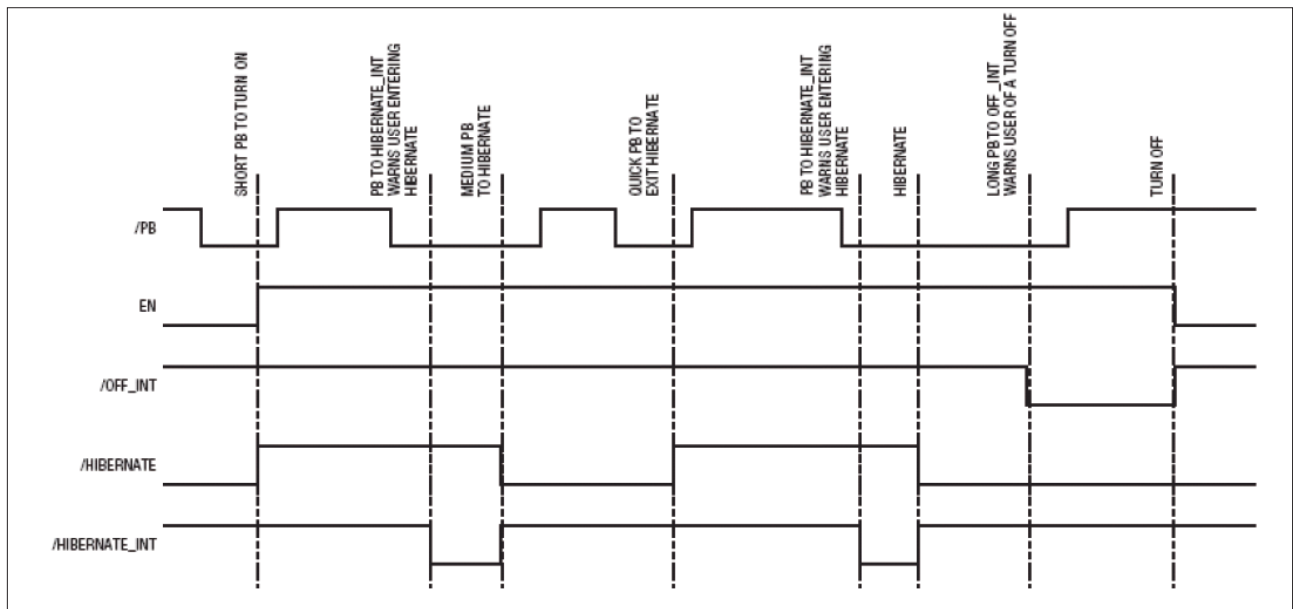 SHORT PB TO TURN ON
PB TO HIBERNATE_INT
WARNS USER ENTERING
HIBERNATE
MEDIUM PB
TO HIBERNATE
QUICK PB TO
EXIT HIBERNATE
PB TO HIBERNATE_INT
WARNS USER ENTERING
HIBERNATE
HIBERNATE
LONG PB TO OFF_INT
WARNS USER OF A TURN OFF
TURN OFF
/PB
EN
/OFF_INT
/HIBERNATE
/HIBERNATE_INT